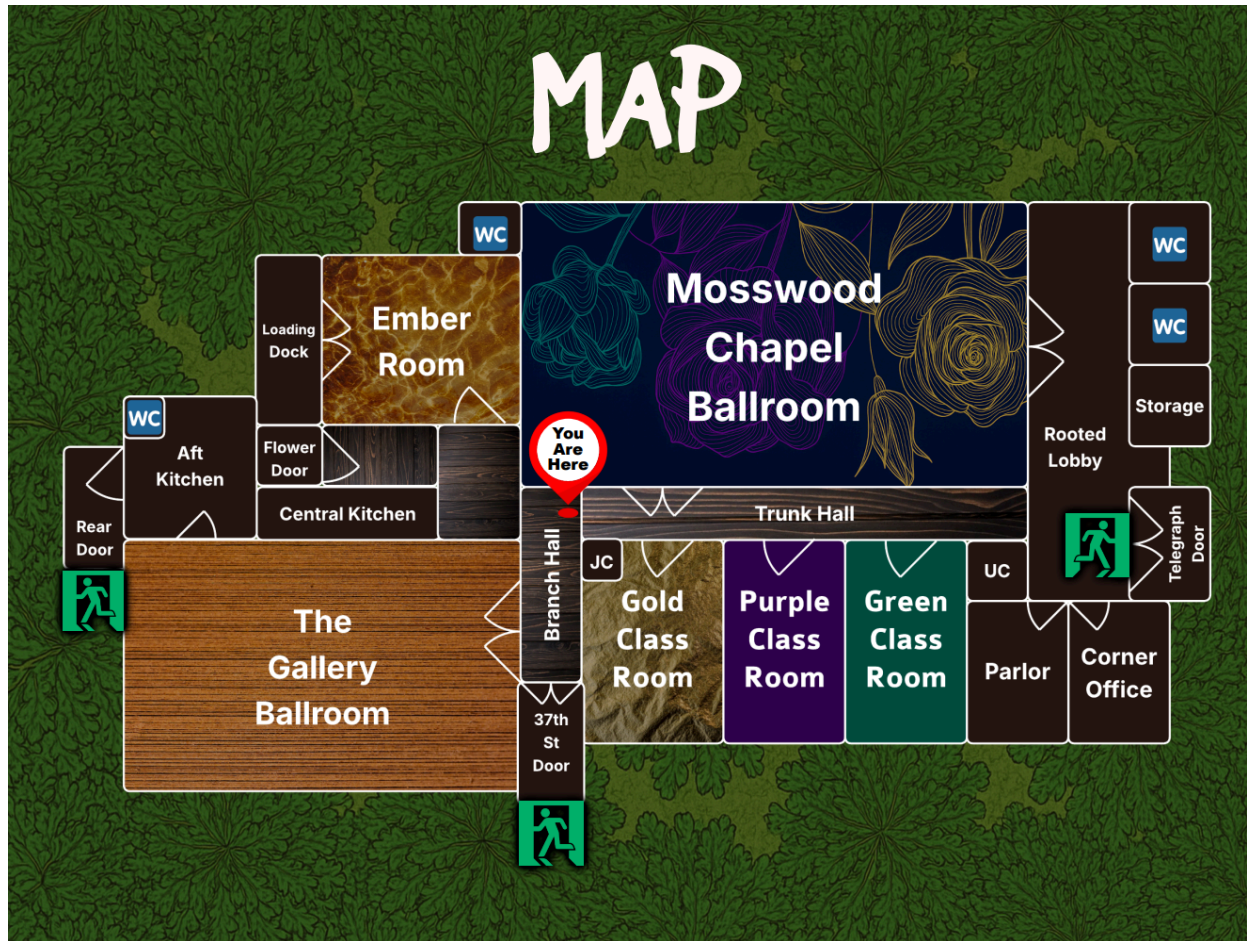 MAP
WC
WC
Mosswood
Chapel
Ballroom
Ember
Room
Loading
Dock
WC
WC
Storage
Rooted
Lobby
You
Are
Here
Flower
Door
Aft
Kitchen
Central Kitchen
Rear
Door
Branch Hall
Trunk Hall
Telegraph
Door
JC
UC
The
Gallery
Ballroom
Gold
Class
Room
Purple
Class
Room
Green
Class
Room
Parlor
Corner
Office
37th
St
Door